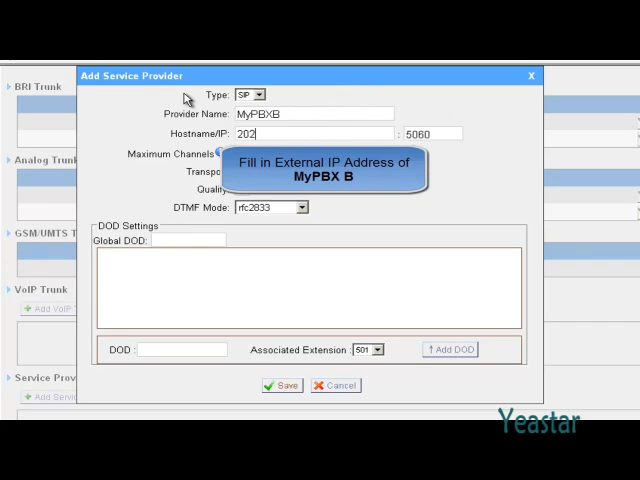 BRI Trunk
Add Service Provider
X
Type: SIP
Provider Name: MyPBXB
Hostname/IP: 202 : 5060
Analog Trunk
Maximum Channels
Fill in External IP Address of
MyPBX B
Transpo
Quality
DTMF Mode: rfc2833
DOD Settings
GSM/UMTS T
Global DOD:
VoIP Trunk
Add VoIP T
DOD : Associated Extension : 501 Add DOD
Service Prov
Save Cancel
Add Servic
Yeastar